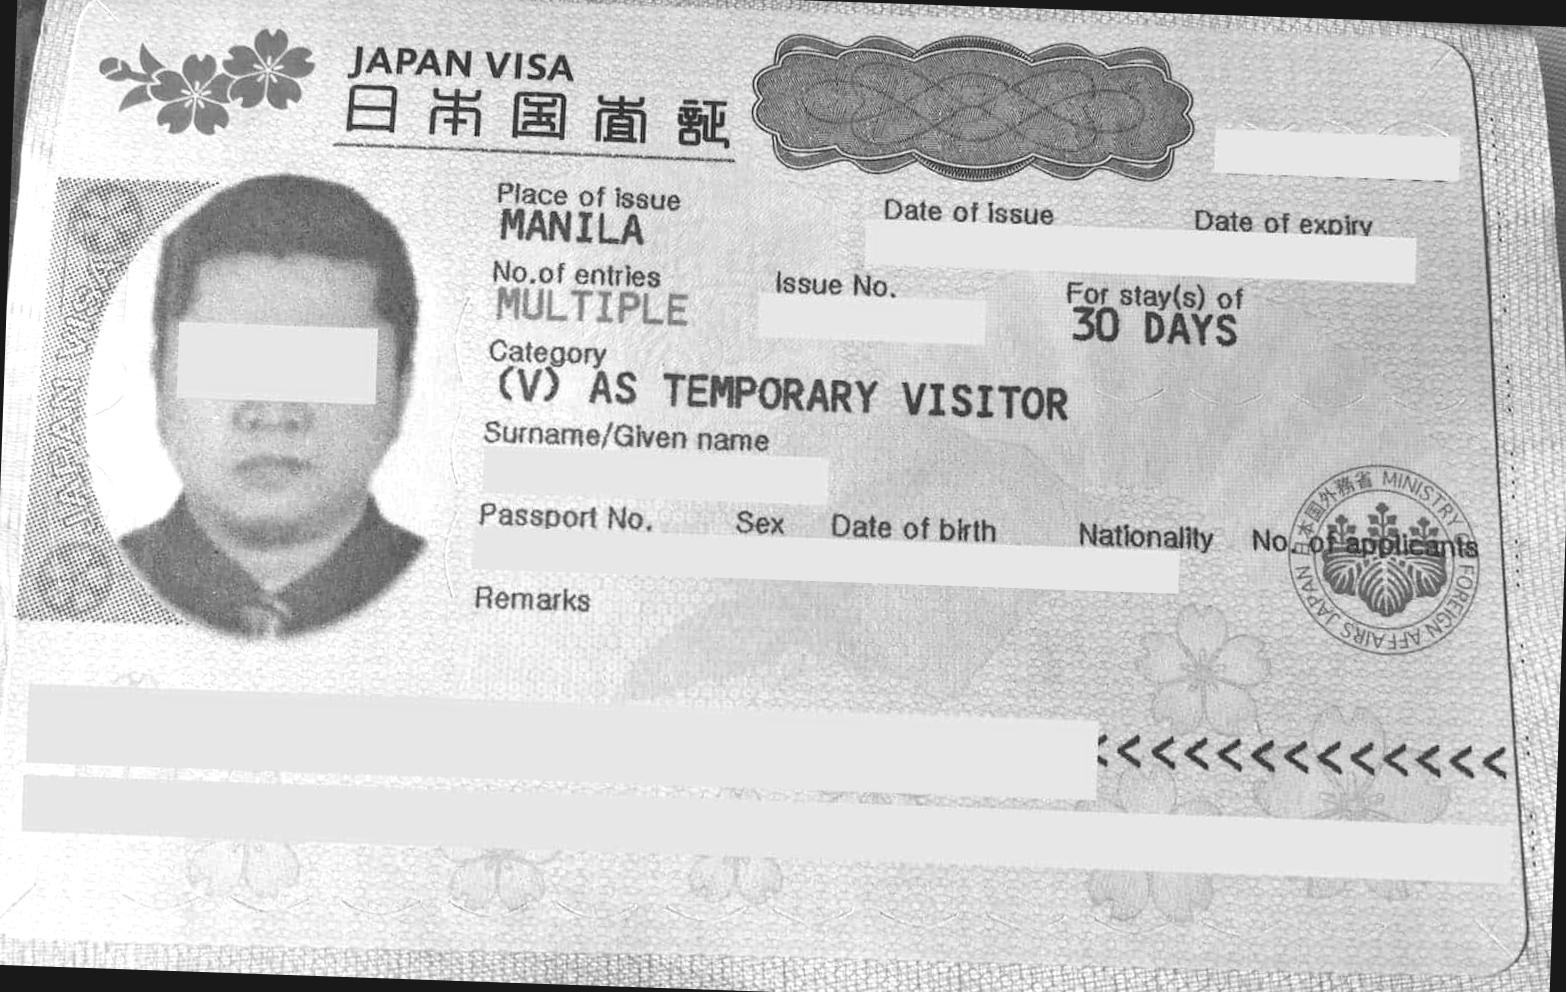 JAPAN VISA
日本国査証
Place of issue
MANILA
Date of issue
Date of expiry
No.of entries
MULTIPLE
Issue No.
For stay(s) of
30 DAYS
Category
(V) AS TEMPORARY VISITOR
Surname/Given name
Passport No.
Sex
Date of birth
Nationality
No. of applicants
Remarks
日本国外務省 MINISTRY OF FOREIGN AFFAIRS JAPAN
<<<<<<<<<<<<<
JAPAN VISA